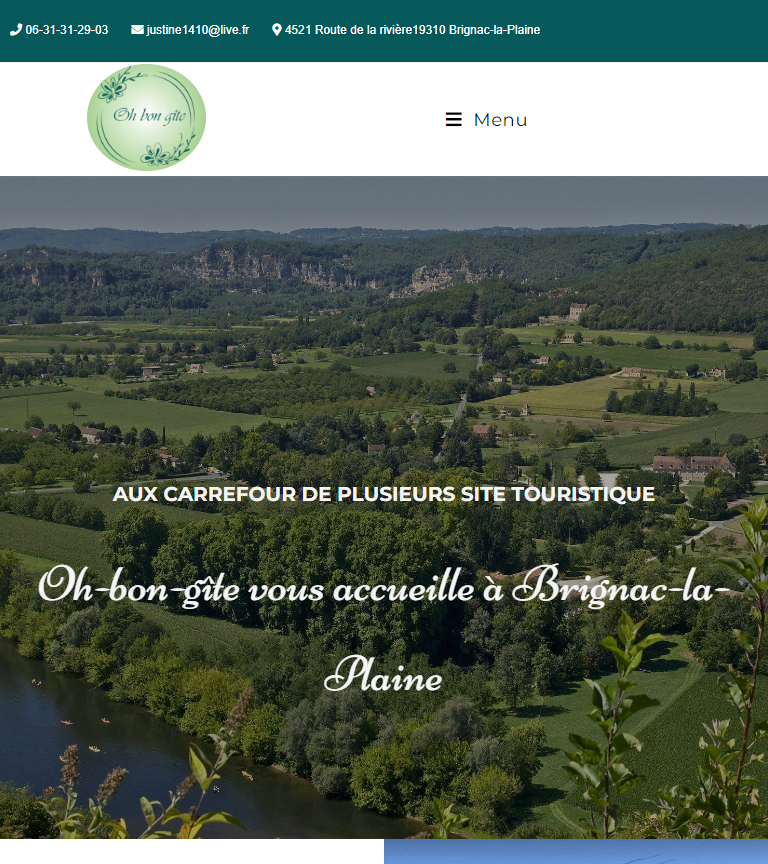 06-31-31-29-03 justine1410@live.fr 4521 Route de la rivière19310 Brignac-la-Plaine
Oh bon gîte
Menu
AUX CARREFOUR DE PLUSIEURS SITE TOURISTIQUE
Oh-bon-gîte vous accueille à Brignac-la-
Plaine